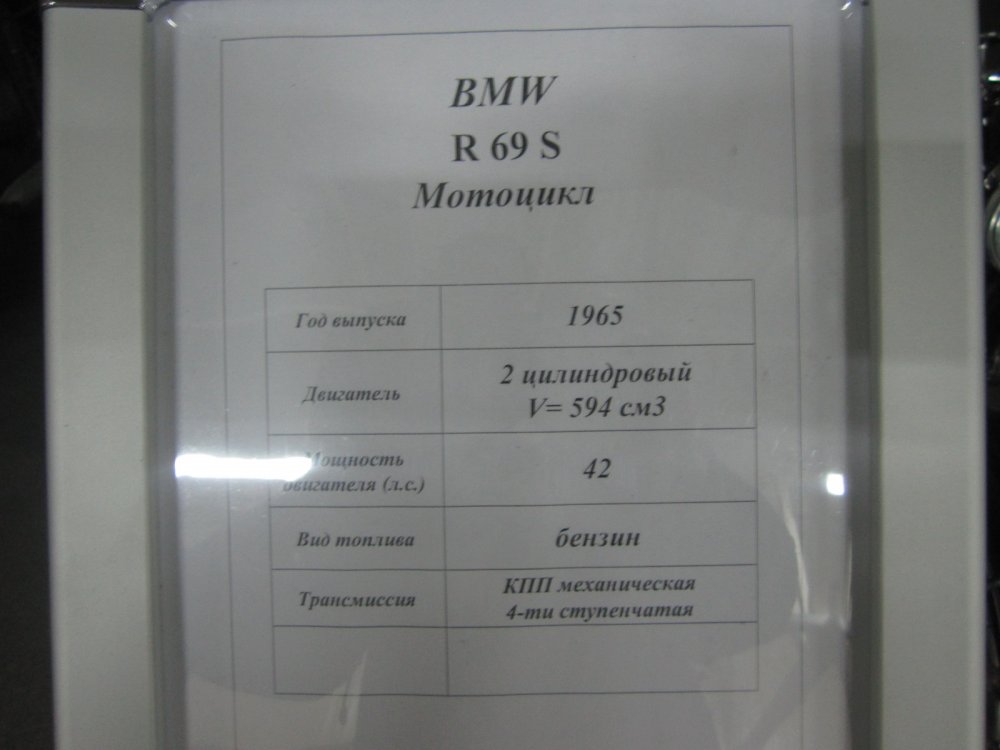 BMW
R 69 S
Мотоцикл
Год выпуска
1965
Двигатель
2 цилиндровый
V= 594 см3
Мощность
двигателя (л.с.)
42
Вид топлива
бензин
Трансмиссия
КПП механическая
4-ти ступенчатая